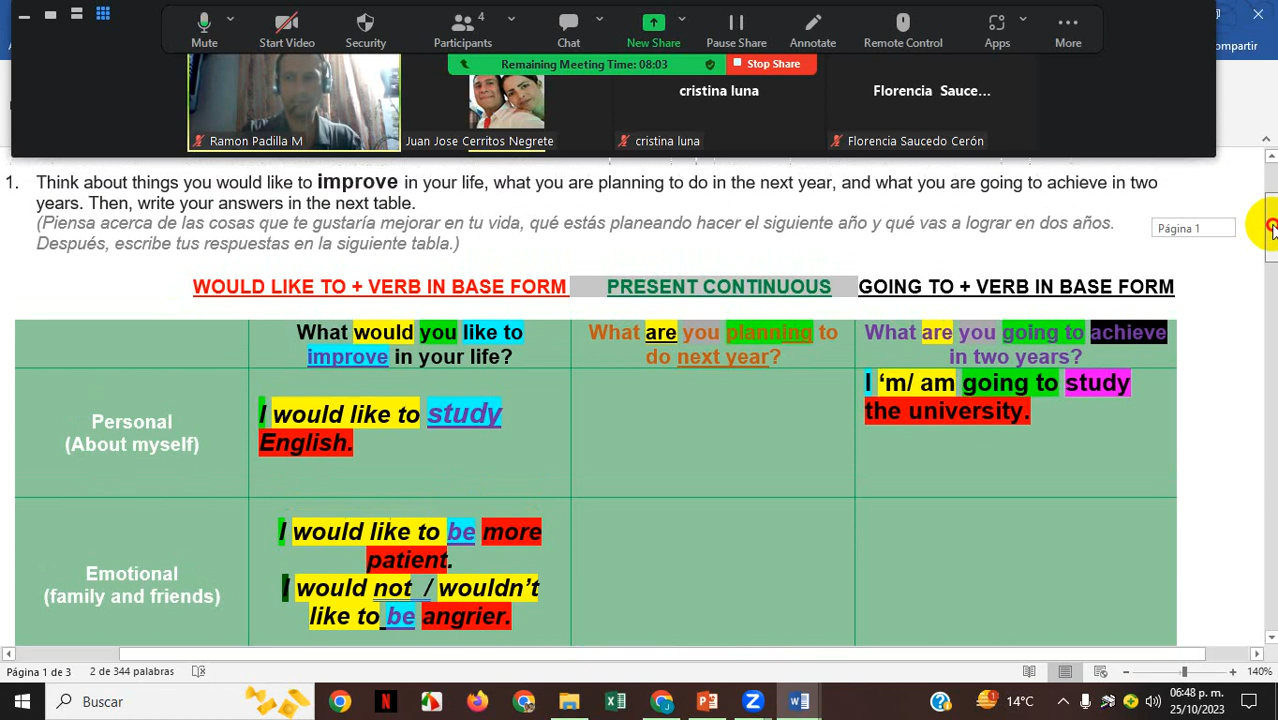 4
Mute
Start Video
Security
Participants
Chat
New Share
Pause Share
Annotate
Remote Control
Apps
More
ompartir
Remaining Meeting Time: 08:03
Stop Share
cristina luna
Florencia Sauce...
Ramon Padilla M
Juan Jose Cerritos Negrete
cristina luna
Florencia Saucedo Cerón
1. Think about things you would like to improve in your life, what you are planning to do in the next year, and what you are going to achieve in two
years. Then, write your answers in the next table.
(Piensa acerca de las cosas que te gustaría mejorar en tu vida, qué estás planeando hacer el siguiente año y qué vas a lograr en dos años.
Después, escribe tus respuestas en la siguiente tabla.)
Página 1
WOULD LIKE TO + VERB IN BASE FORM PRESENT CONTINUOUS GOING TO + VERB IN BASE FORM
What would you like to
improve in your life?
What are you planning to
do next year?
What are you going to achieve
in two years?
Personal
(About myself)
I would like to study
English.
I 'm/ am going to study
the university.
Emotional
(family and friends)
I would like to be more
patient.
I would not / wouldn't
like to be angrier.
Página 1 de 3
2 de 344 palabras
140%
Buscar
14°C
06:48 p. m.
25/10/2023